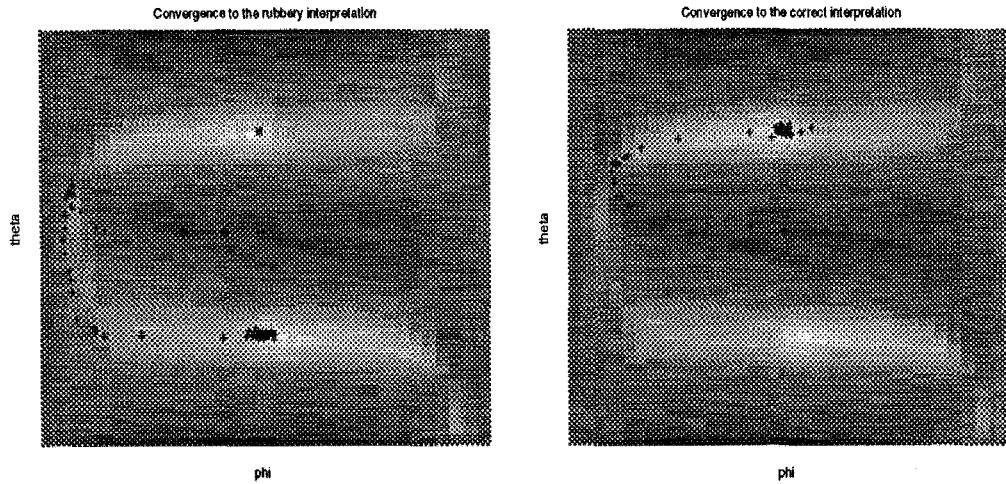 Convergence to the rubbery interpretation
Convergence to the correct interpretation
theta
theta
phi
phi